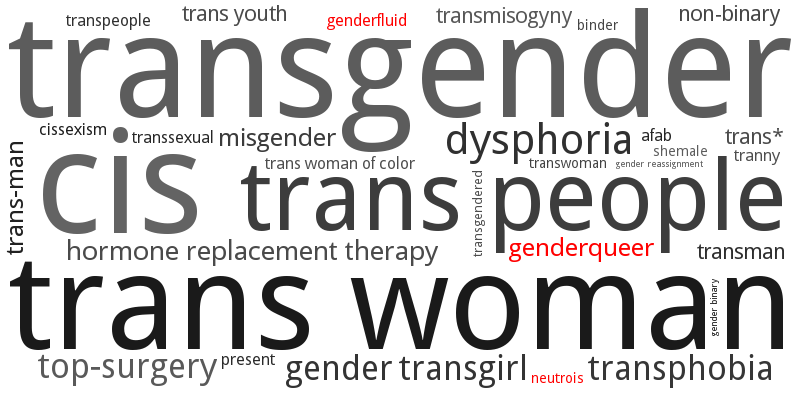 transpeople
trans youth
genderfluid
transmisogyny
binder
non-binary
transgender
cissexism
transsexual
misgender
dysphoria
afab
trans*
shemale
tranny
cis
trans woman of color
transwoman
gender reassignment
trans-man
trans people
transgendered
hormone replacement therapy
genderqueer
transman
trans woman
gender binary
top-surgery
present
gender
transgirl
neutrois
transphobia